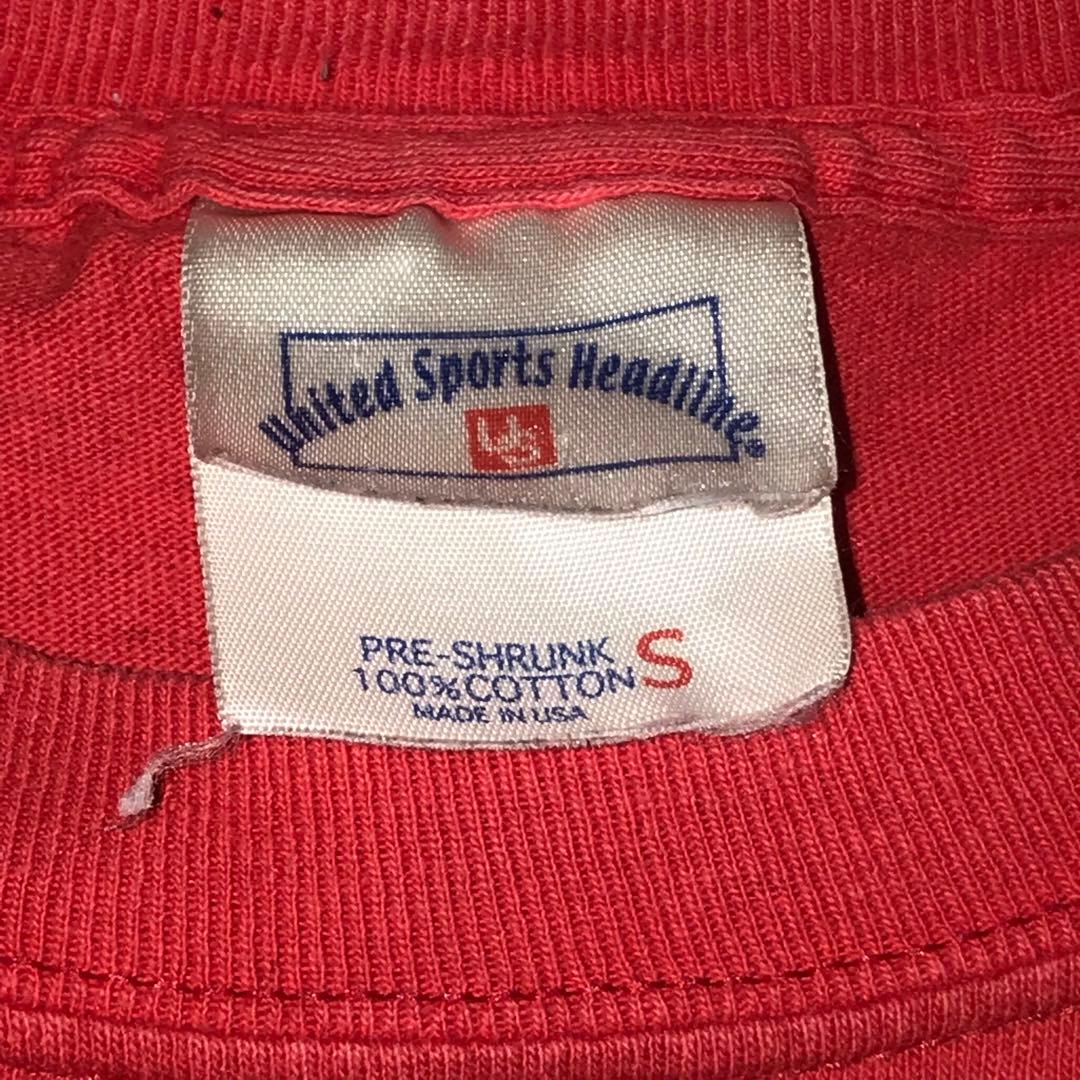 United Sports Headline®
PRE-SHRUNK S
100%COTTON
MADE IN USA